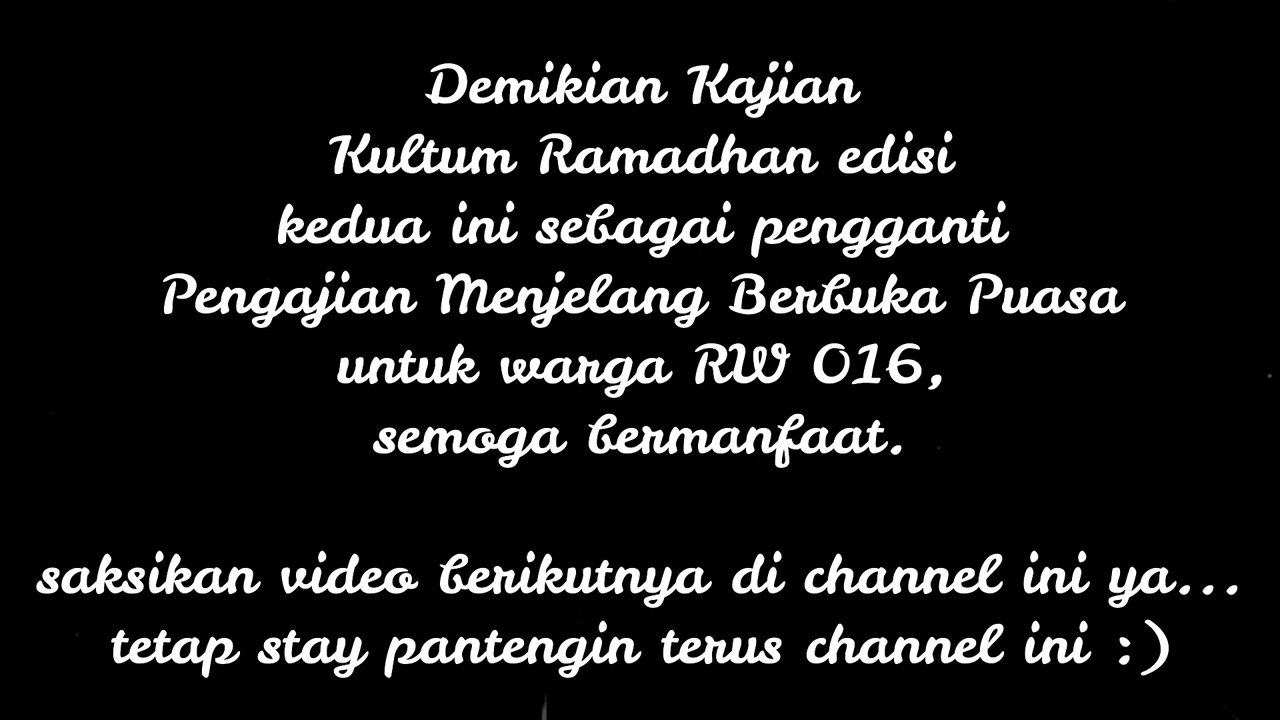 Demikian Kajian
Kultum Ramadhan edisi
kedua ini sebagai pengganti
Pengajian Menjelang Berbuka Puasa
untuk warga RW 016,
semoga bermanfaat.
saksikan video berikutnya di channel ini ya...
tetap stay pantengin terus channel ini :)